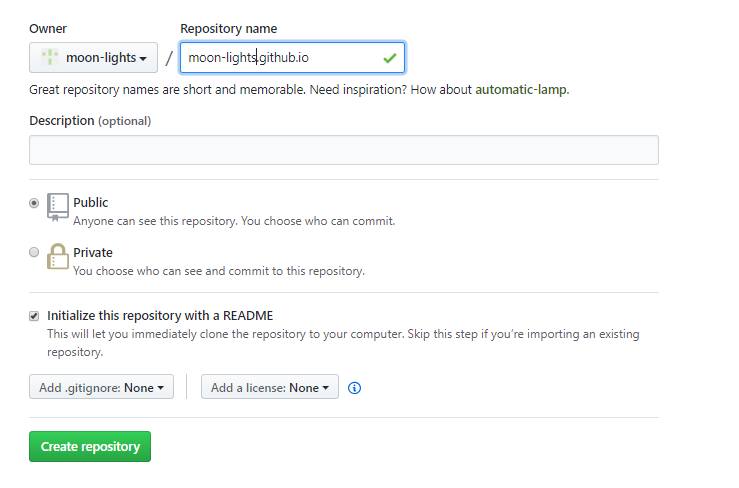 Owner Repository name
moon-lights / moon-lights.github.io
Great repository names are short and memorable. Need inspiration? How about automatic-lamp.
Description (optional)
Public
Anyone can see this repository. You choose who can commit.
Private
You choose who can see and commit to this repository.
Initialize this repository with a README
This will let you immediately clone the repository to your computer. Skip this step if you’re importing an existing
repository.
Add .gitignore: None Add a license: None
Create repository